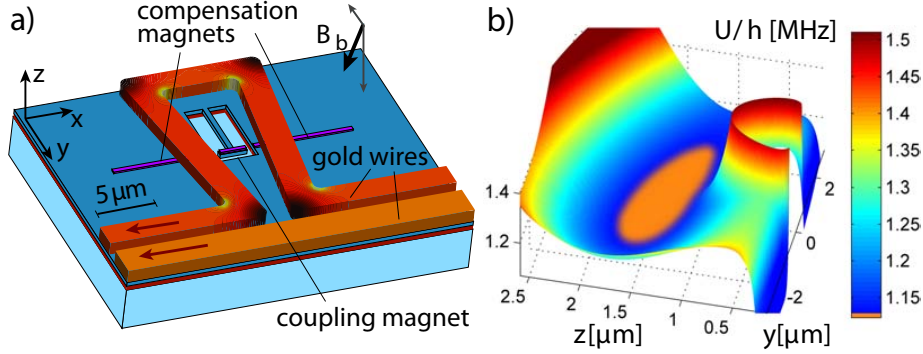 a)
compensation
magnets
B b
z
x
y
gold wires
5 μm
coupling magnet
b)
U/h [MHz]
1.5
1.45
1.4
1.35
1.3
1.25
1.2
1.15
1.4
1.2
2.5
2
1.5
1
0.5
z[μm]
2
0
-2
y[μm]